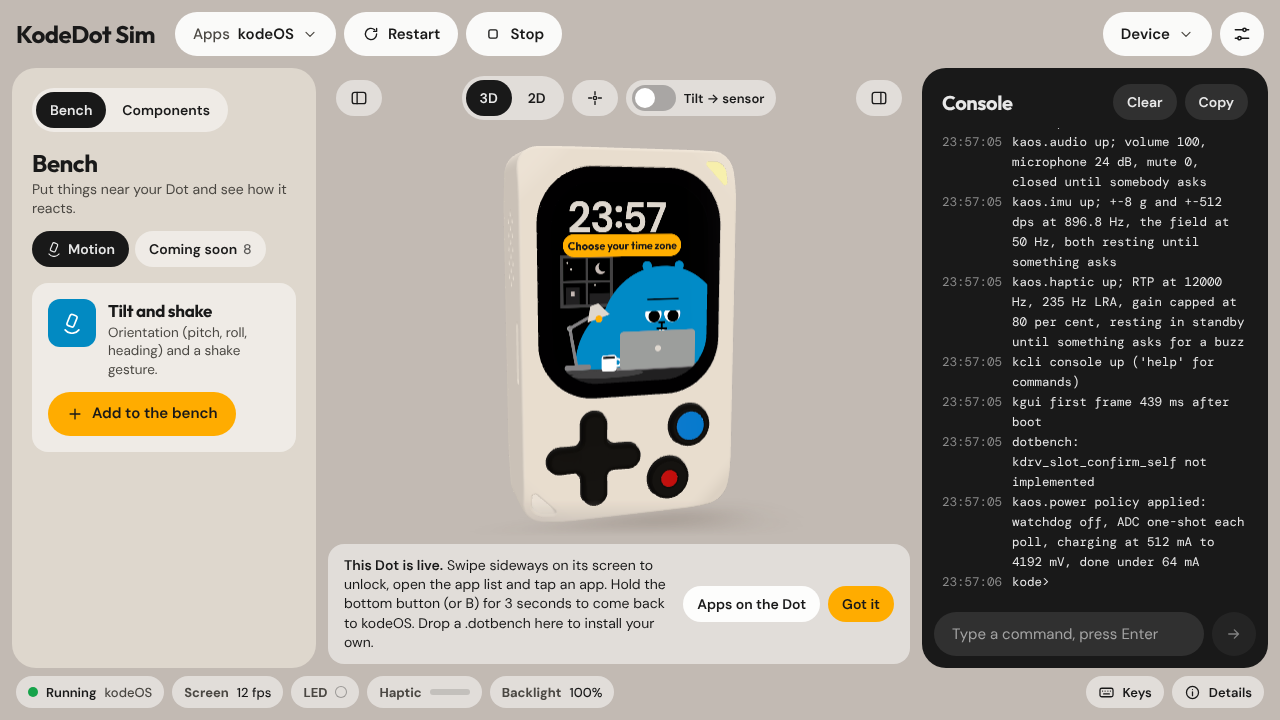 KodeDot Sim
Apps kodeOS
Restart
Stop
Device
Bench
Components
Bench
Put things near your Dot and see how it
reacts.
Motion
Coming soon 8
Tilt and shake
Orientation (pitch, roll,
heading) and a shake
gesture.
Add to the bench
3D
2D
Tilt → sensor
23:57
Choose your time zone
This Dot is live. Swipe sideways on its screen to
unlock, open the app list and tap an app. Hold the
bottom button (or B) for 3 seconds to come back
to kodeOS. Drop a .dotbench here to install your
own.
Apps on the Dot
Got it
Console
Clear
Copy
23:57:05 kaos.audio up; volume 100,
microphone 24 dB, mute 0,
closed until somebody asks
23:57:05 kaos.imu up; +-8 g and +-512
dps at 896.8 Hz, the field at
50 Hz, both resting until
something asks
23:57:05 kaos.haptic up; RTP at 12000
Hz, 235 Hz LRA, gain capped at
80 per cent, resting in standby
until something asks for a buzz
23:57:05 kcli console up ('help' for
commands)
23:57:05 kgui first frame 439 ms after
boot
23:57:05 dotbench:
kdrv_slot_confirm_self not
implemented
23:57:05 kaos.power policy applied:
watchdog off, ADC one-shot each
poll, charging at 512 mA to
4192 mV, done under 64 mA
23:57:06 kode>
Type a command, press Enter
Running kodeOS
Screen 12 fps
LED
Haptic
Backlight 100%
Keys
Details